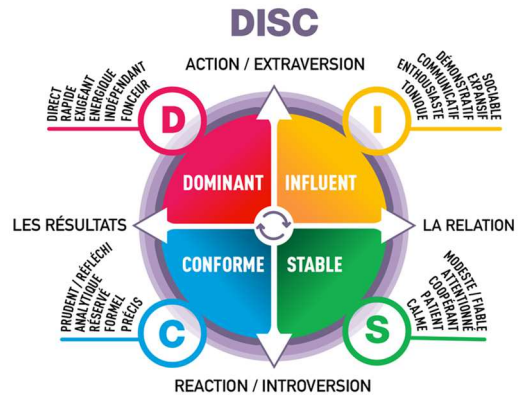 DISC
ACTION / EXTRAVERSION
DIRECT
RAPIDE
EXIGEANT
ENERGIQUE
INDÉPENDANT
FONCEUR
D
I
TONIQUE
ENTHOUSIASTE
COMMUNICATIF
DÉMONSTRATIF
EXPANSIF
SOCIABLE
DOMINANT
INFLUENT
LES RÉSULTATS
LA RELATION
CONFORME
STABLE
PRUDENT / RÉFLÉCHI
ANALYTIQUE
RÉSERVÉ
FORMEL
PRÉCIS
C
S
CALME
PATIENT
COOPÉRANT
ATTENTIONNÉ
MODESTE / FIABLE
REACTION / INTROVERSION